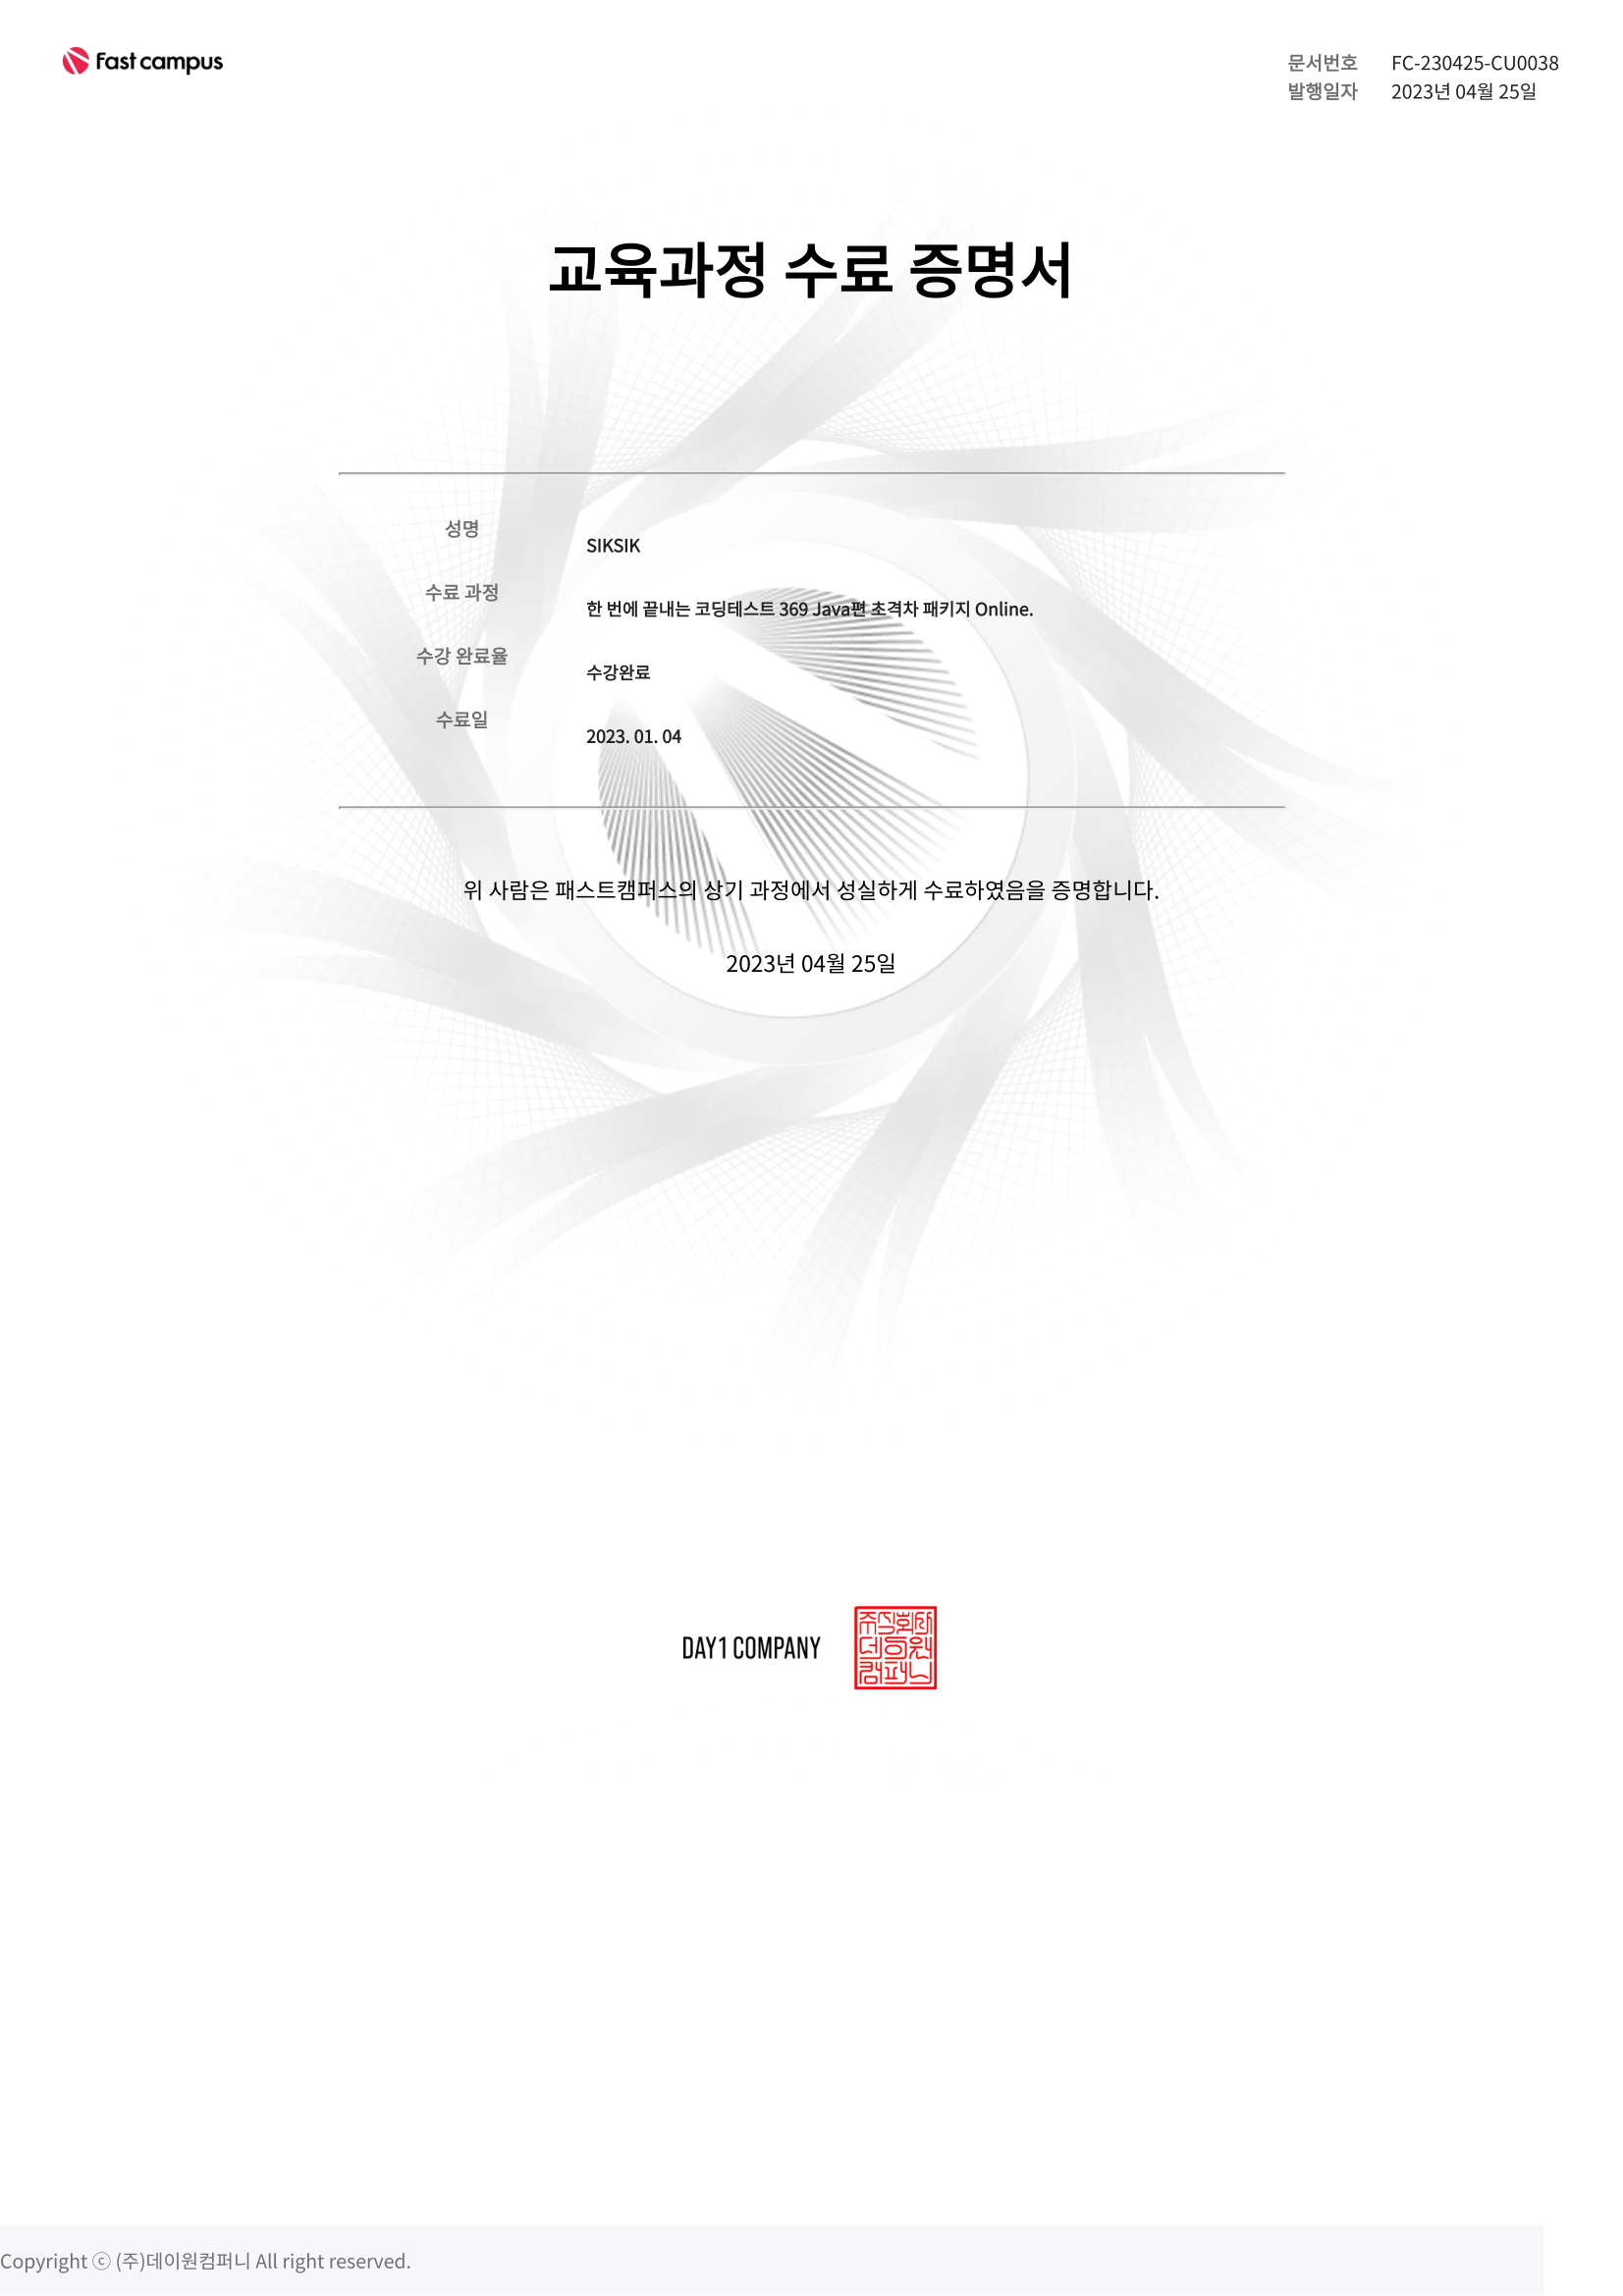 Fast campus
문서번호 FC-230425-CU0038
발행일자 2023년 04월 25일
교육과정 수료 증명서
성명 SIKSIK
수료 과정 한 번에 끝내는 코딩테스트 369 Java편 초격차 패키지 Online.
수강 완료율 수강완료
수료일 2023. 01. 04
위 사람은 패스트캠퍼스의 상기 과정에서 성실하게 수료하였음을 증명합니다.
2023년 04월 25일
DAY1 COMPANY
주식회사
데이원
컴퍼니
Copyright ⓒ (주)데이원컴퍼니 All right reserved.